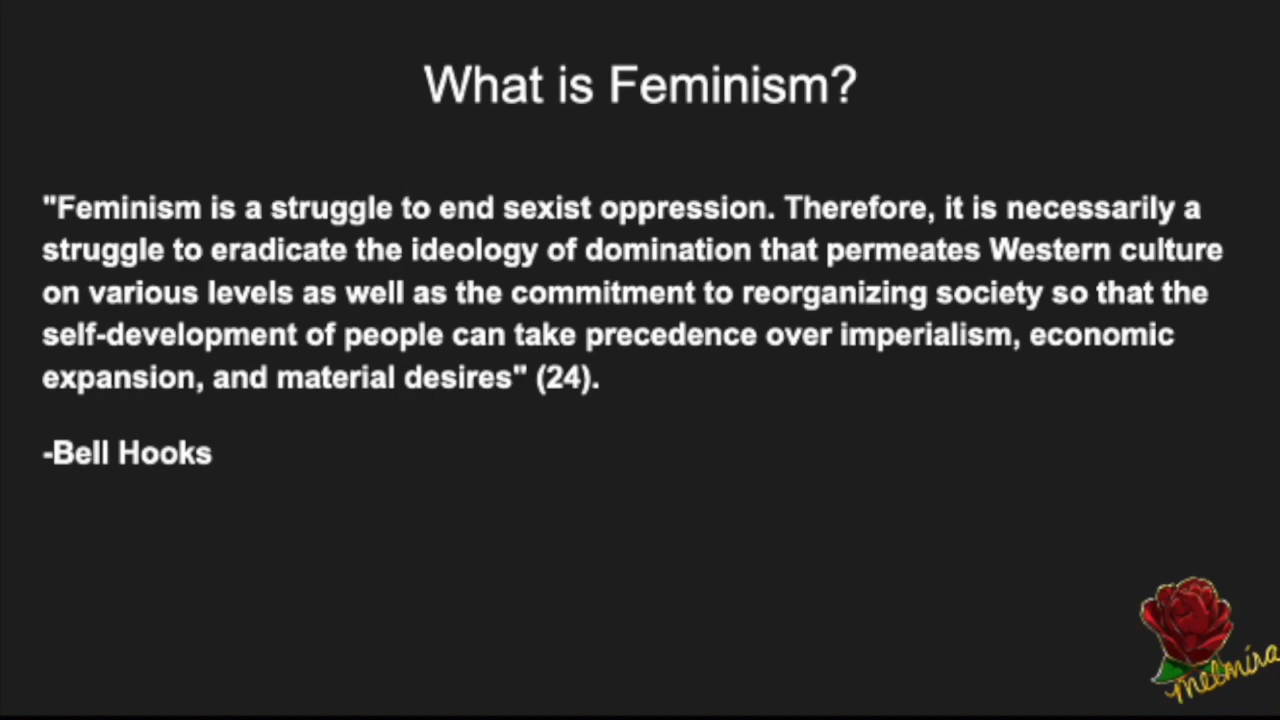 What is Feminism?
"Feminism is a struggle to end sexist oppression. Therefore, it is necessarily a
struggle to eradicate the ideology of domination that permeates Western culture
on various levels as well as the commitment to reorganizing society so that the
self-development of people can take precedence over imperialism, economic
expansion, and material desires" (24).
-Bell Hooks
melmira